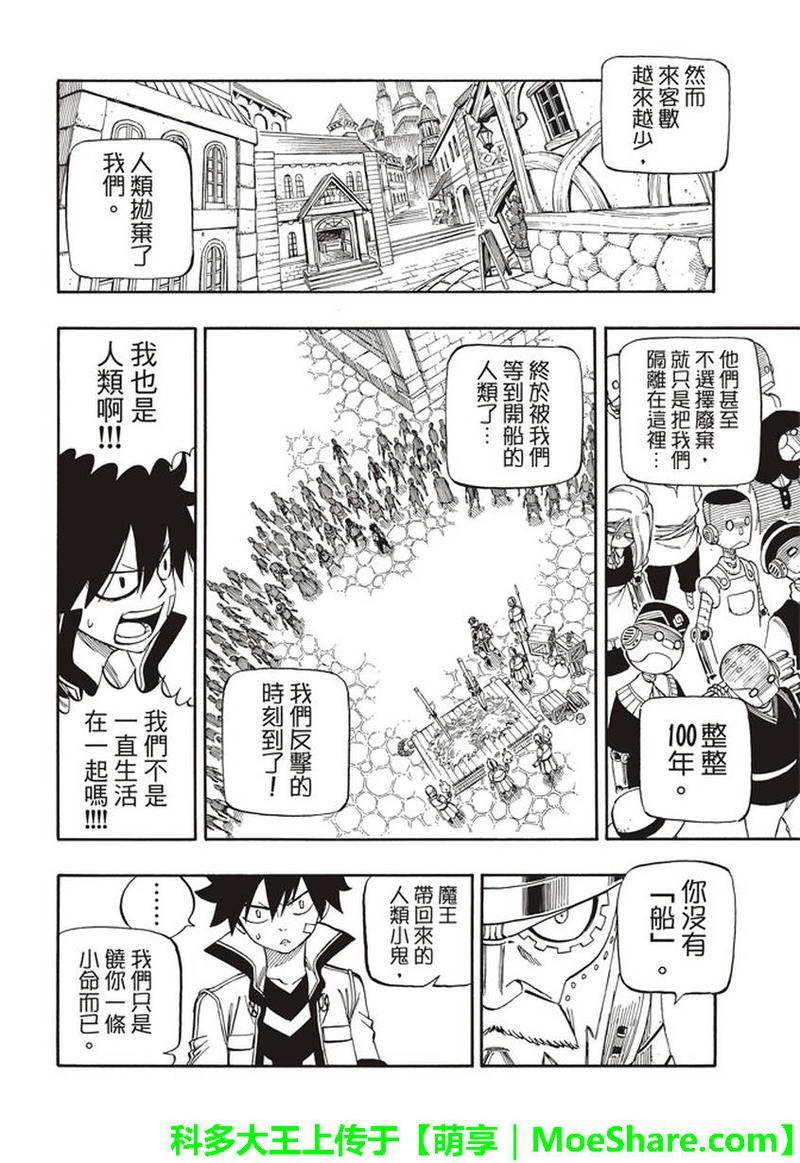 然而
來客數
越來越少，
人類拋棄了
我們。
他們甚至
不選擇廢棄，
就只是把我們
隔離在這裡…
整整
100
年。
終於被我們
等到開船的
人類了…
我們反擊的
時刻到了！
我也是
人類啊!!!
我們不是
一直生活
在一起嗎!!!!
你沒有
「船」。
魔王
帶回來的
人類小鬼，
……
我們只是
饒你一條
小命而已。
科多大王上传于【萌享｜MoeShare.com】